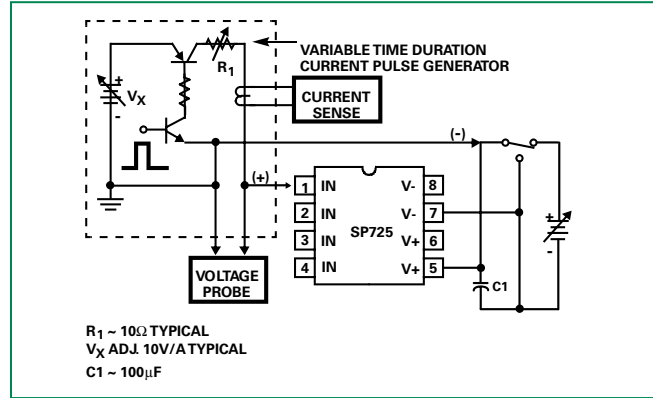 VARIABLE TIME DURATION
CURRENT PULSE GENERATOR
R1
+
VX
-
CURRENT
SENSE
(-)
(+)
1 IN
2 IN
3 IN
4 IN
SP725
V- 8
V- 7
V+ 6
V+ 5
+
-
C1
VOLTAGE
PROBE
R1 ~ 10Ω TYPICAL
VX ADJ. 10V/A TYPICAL
C1 ~ 100μF